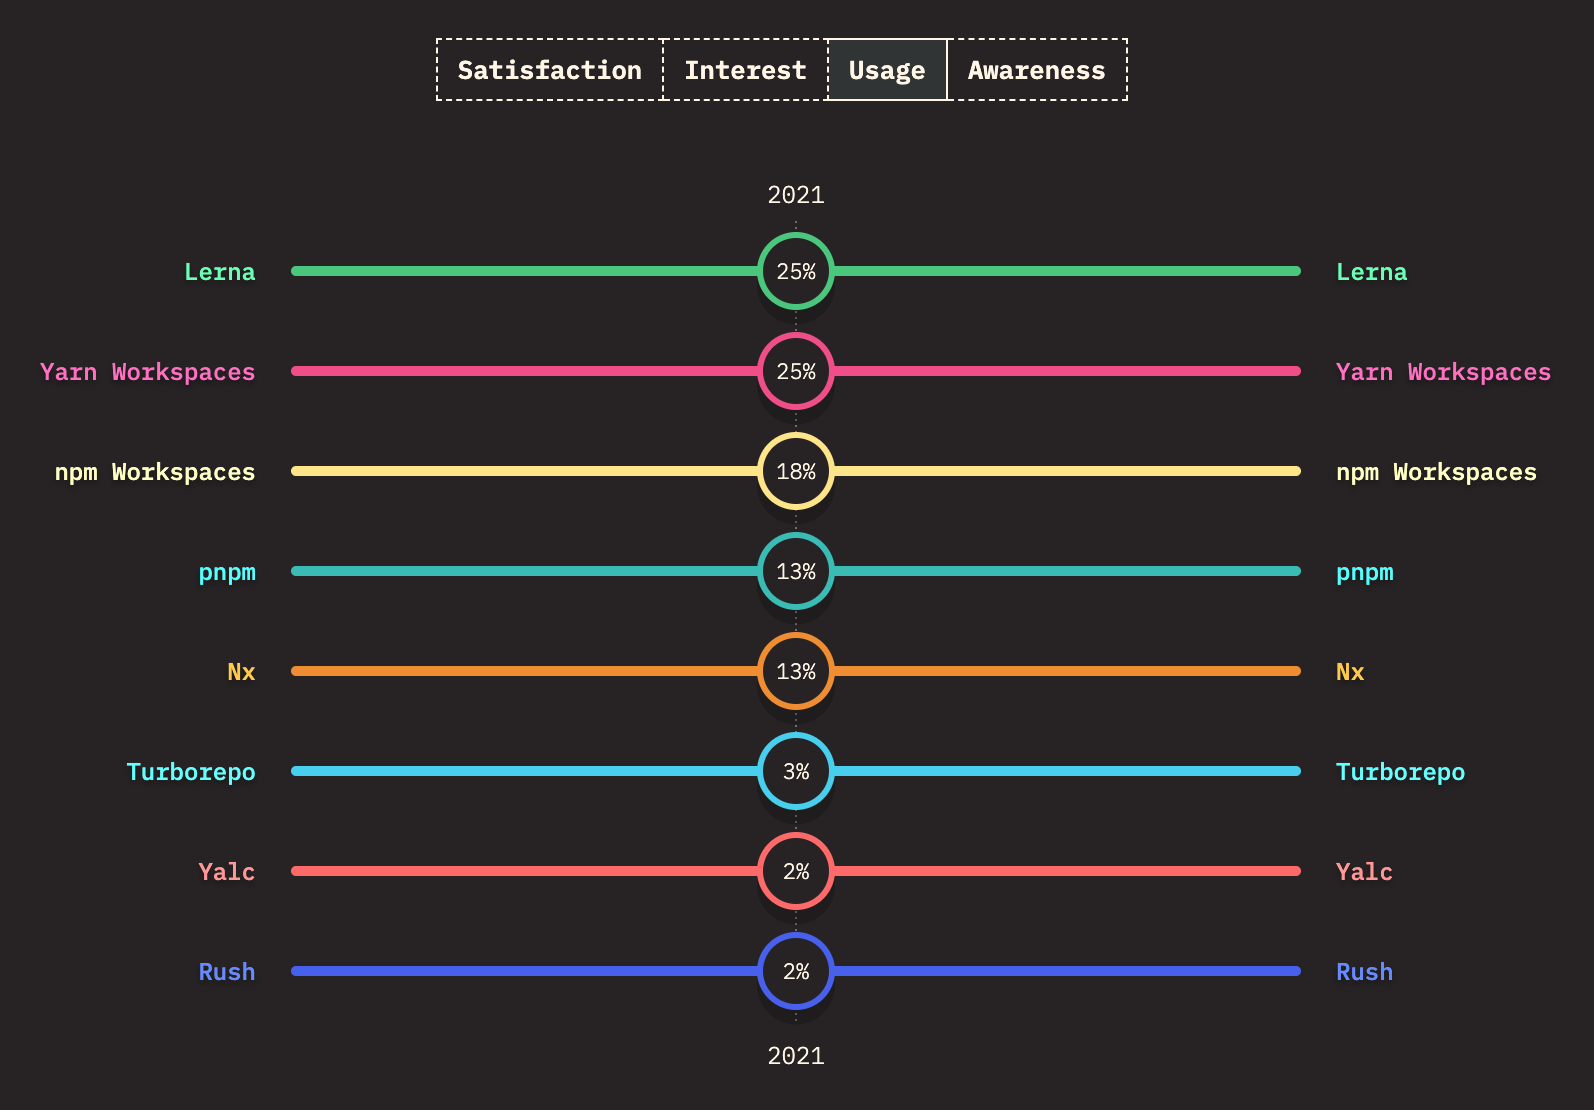 Satisfaction Interest Usage Awareness
2021
Lerna 25% Lerna
Yarn Workspaces 25% Yarn Workspaces
npm Workspaces 18% npm Workspaces
pnpm 13% pnpm
Nx 13% Nx
Turborepo 3% Turborepo
Yalc 2% Yalc
Rush 2% Rush
2021